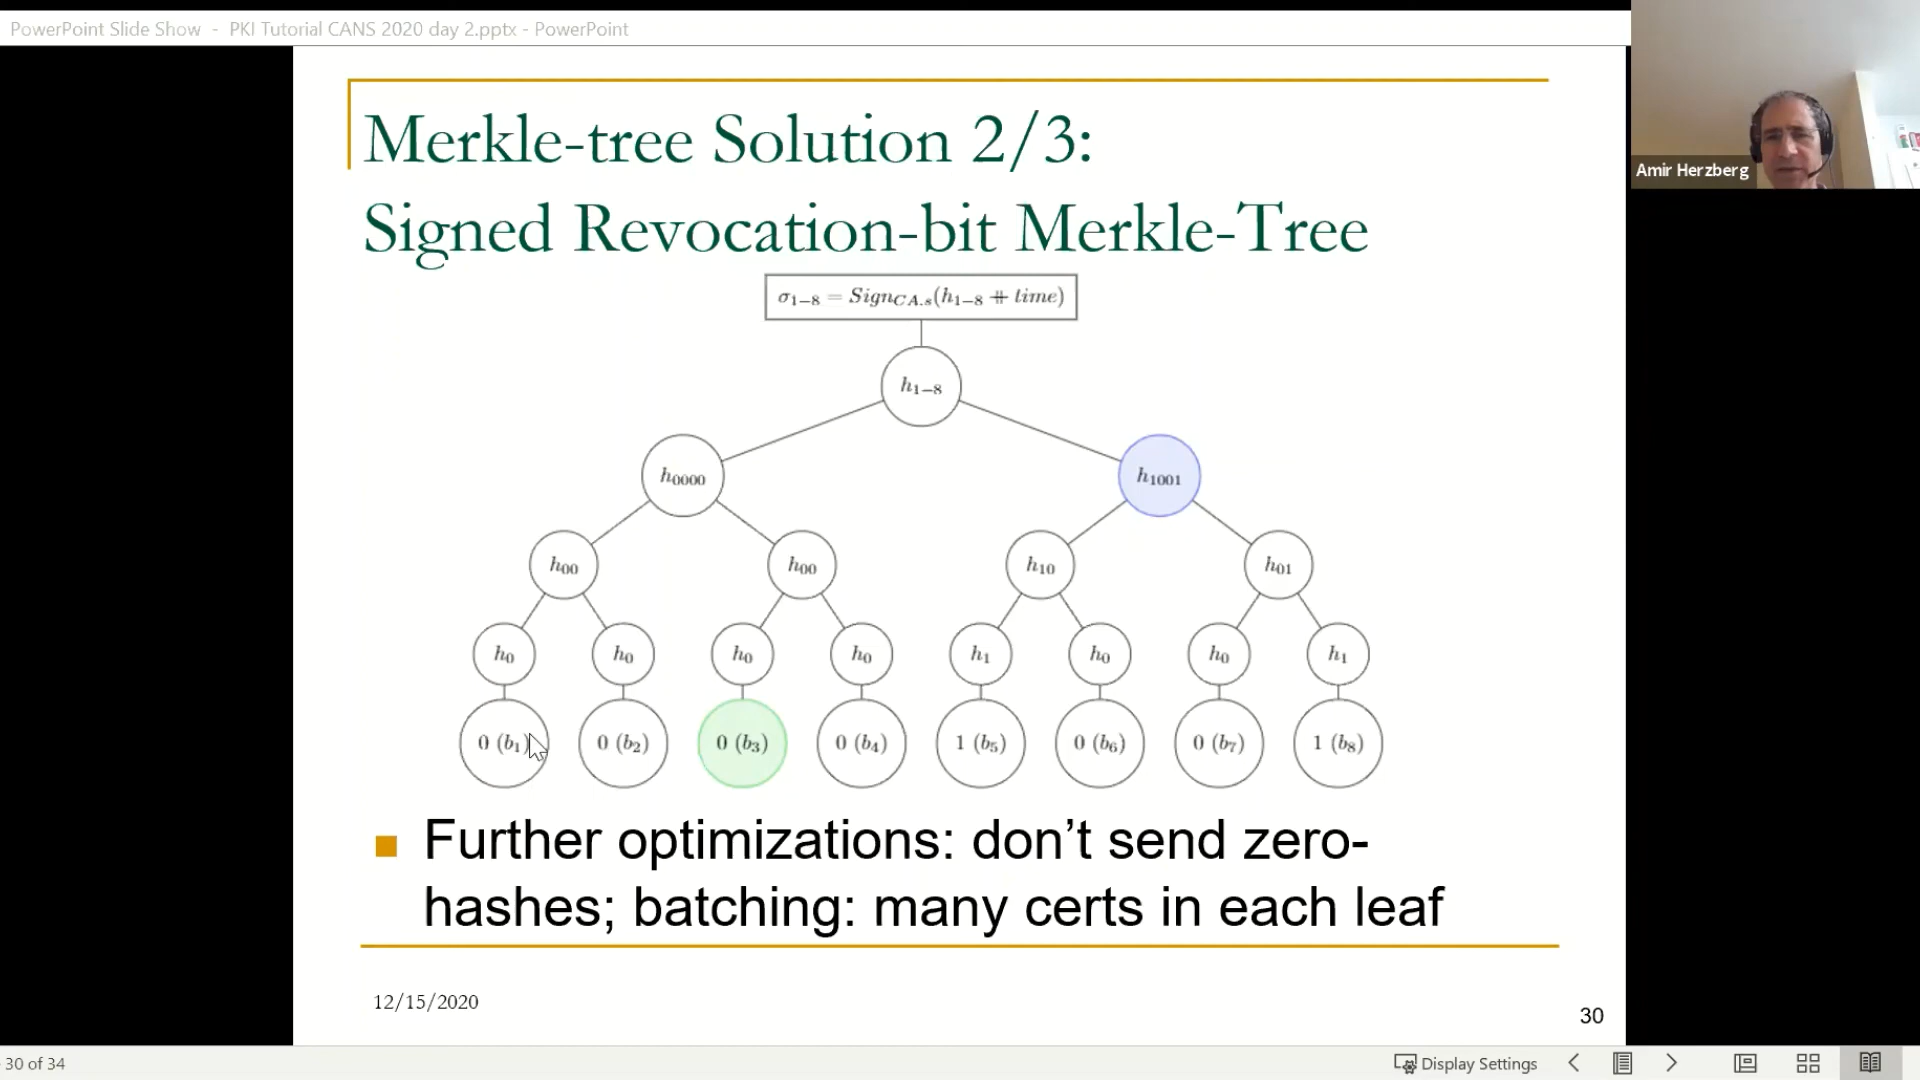 PowerPoint Slide Show - PKI Tutorial CANS 2020 day 2.pptx - PowerPoint
Amir Herzberg
Merkle-tree Solution 2/3:
Signed Revocation-bit Merkle-Tree
σ₁₋₈ = Sign_CA.s(h₁₋₈ ⧺ time)
h₁₋₈
h₀₀₀₀ h₁₀₀₁
h₀₀ h₀₀ h₁₀ h₀₁
h₀ h₀ h₀ h₀ h₁ h₀ h₀ h₁
0 (b₁) 0 (b₂) 0 (b₃) 0 (b₄) 1 (b₅) 0 (b₆) 0 (b₇) 1 (b₈)
Further optimizations: don’t send zero-
hashes; batching: many certs in each leaf
12/15/2020
30
30 of 34
Display Settings